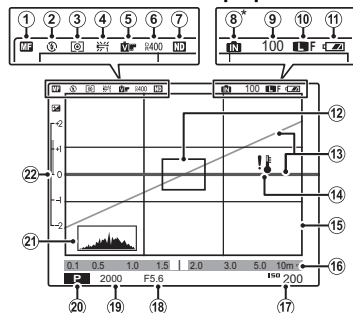 ① ② ③ ④ ⑤ ⑥ ⑦
MF R400 ND
⑧* ⑨ ⑩ ⑪
IN 100 L F
MF R400 ND
IN 100 L F
⑫
+2
+1
0
-1
-2
!
⑬
⑭
⑮
㉒
㉑
0.1 0.5 1.0 1.5 2.0 3.0 5.0 10m
⑯
P 2000 F5.6 ISO 200
⑳ ⑲ ⑱ ⑰